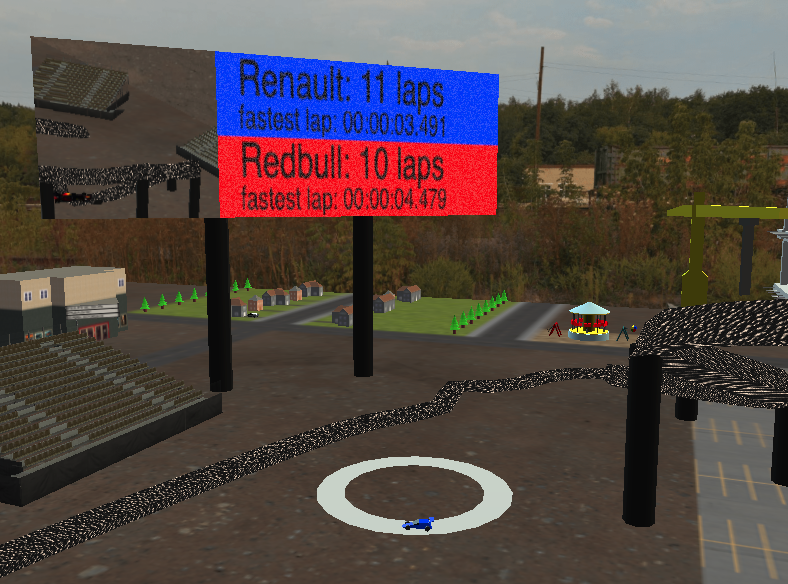 Renault: 11 laps
fastest lap: 00:00:03.491
Redbull: 10 laps
fastest lap: 00:00:04.479